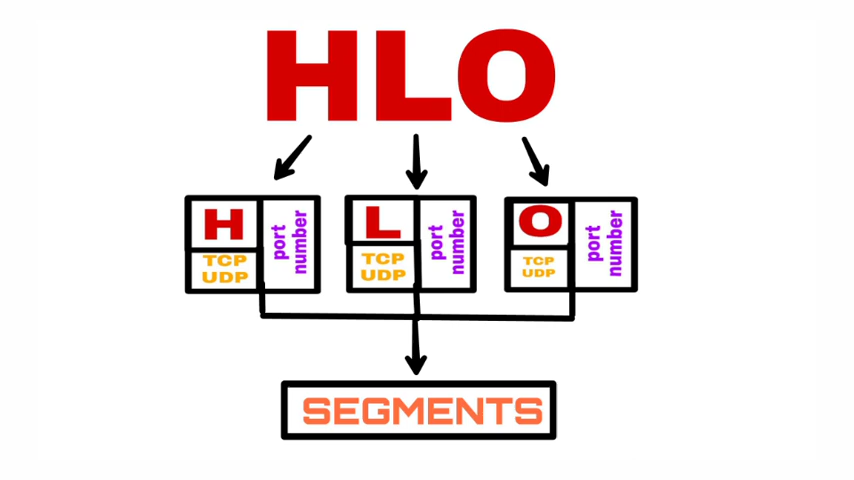 HLO
H
TCP
UDP
port
number
L
TCP
UDP
port
number
O
TCP
UDP
port
number
SEGMENTS